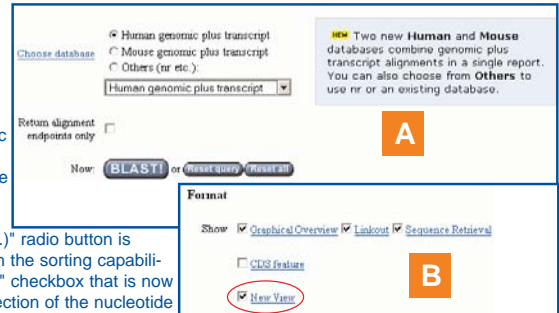 Human genomic plus transcript
Choose database
Mouse genomic plus transcript
Others (nr etc.):
Human genomic plus transcript
NEW Two new Human and Mouse
databases combine genomic plus
transcript alignments in a single report.
You can also choose from Others to
use nr or an existing database.
A
Return alignment
endpoints only
Now: BLAST! or Reset query Reset all
Format
Show Graphical Overview Linkout Sequence Retrieval
CDS feature
New View
B
.)" radio button is
the sorting capabili-
" checkbox that is now
ection of the nucleotide